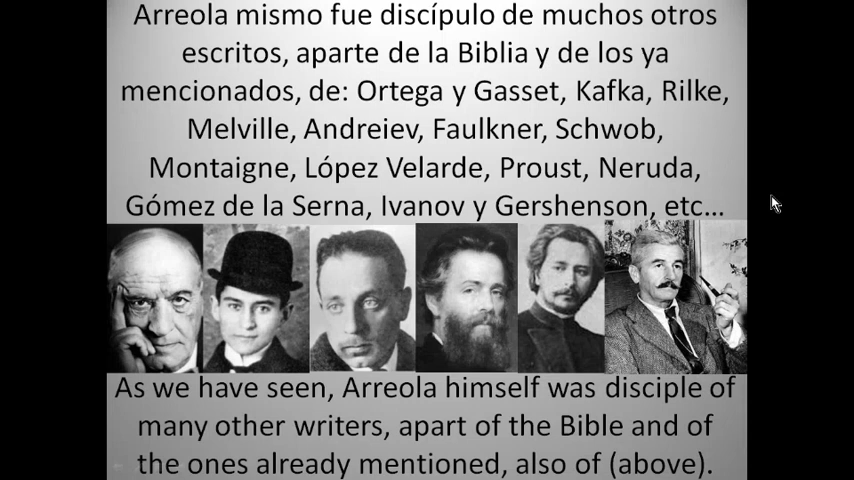 Arreola mismo fue discípulo de muchos otros
escritos, aparte de la Biblia y de los ya
mencionados, de: Ortega y Gasset, Kafka, Rilke,
Melville, Andreiev, Faulkner, Schwob,
Montaigne, López Velarde, Proust, Neruda,
Gómez de la Serna, Ivanov y Gershenson, etc...
As we have seen, Arreola himself was disciple of
many other writers, apart of the Bible and of
the ones already mentioned, also of (above).